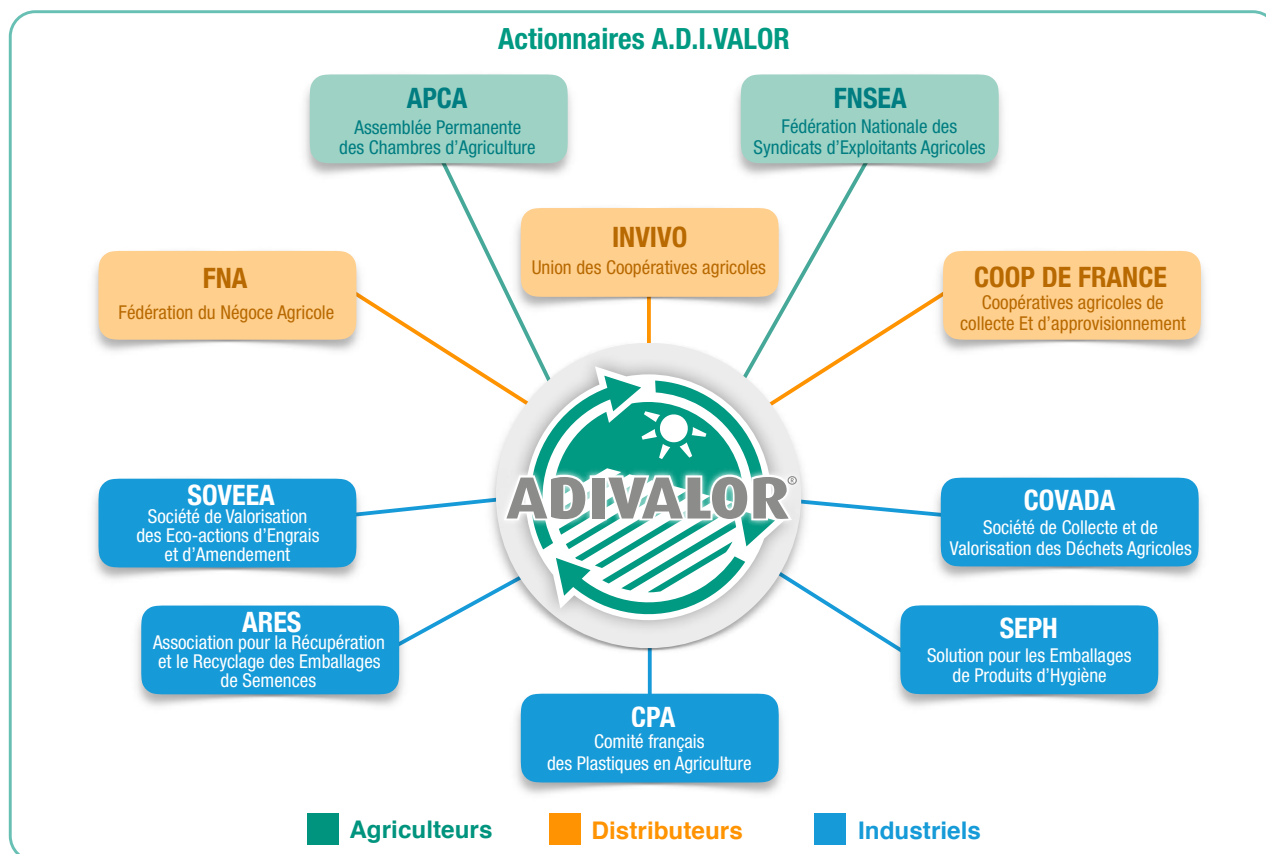 Actionnaires A.D.I.VALOR
APCA
Assemblée Permanente
des Chambres d'Agriculture
FNSEA
Fédération Nationale des
Syndicats d'Exploitants Agricoles
INVIVO
Union des Coopératives agricoles
FNA
Fédération du Négoce Agricole
COOP DE FRANCE
Coopératives agricoles de
collecte Et d'approvisionnement
ADIVALOR®
SOVEEA
Société de Valorisation
des Eco-actions d'Engrais
et d'Amendement
COVADA
Société de Collecte et de
Valorisation des Déchets Agricoles
ARES
Association pour la Récupération
et le Recyclage des Emballages
de Semences
SEPH
Solution pour les Emballages
de Produits d'Hygiène
CPA
Comité français
des Plastiques en Agriculture
Agriculteurs
Distributeurs
Industriels